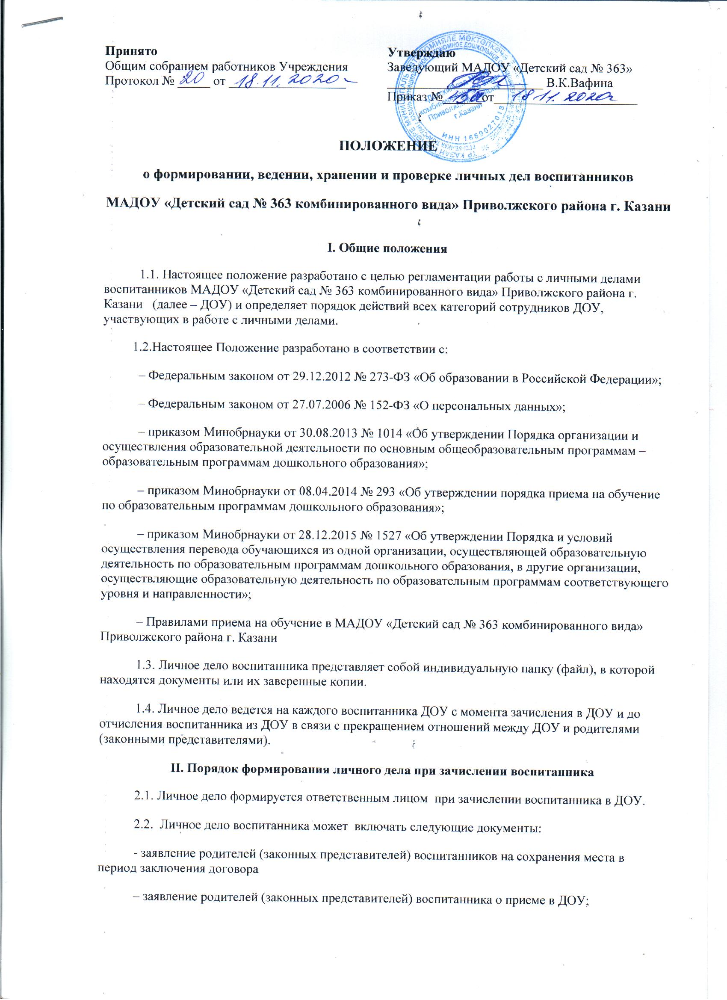 Принято
Общим собранием работников Учреждения
Протокол № 20 от 18.11.2020г
Утверждаю
Заведующий МАДОУ «Детский сад № 363»
В.К.Вафина
Приказ № от 18 11. 2020г
комбинированного вида»
Приволжского района
г.Казани
ИНН 1659027013
ПОЛОЖЕНИЕ
о формировании, ведении, хранении и проверке личных дел воспитанников
МАДОУ «Детский сад № 363 комбинированного вида» Приволжского района г. Казани
I. Общие положения
1.1. Настоящее положение разработано с целью регламентации работы с личными делами
воспитанников МАДОУ «Детский сад № 363 комбинированного вида» Приволжского района г.
Казани (далее – ДОУ) и определяет порядок действий всех категорий сотрудников ДОУ,
участвующих в работе с личными делами.
1.2.Настоящее Положение разработано в соответствии с:
– Федеральным законом от 29.12.2012 № 273-ФЗ «Об образовании в Российской Федерации»;
– Федеральным законом от 27.07.2006 № 152-ФЗ «О персональных данных»;
– приказом Минобрнауки от 30.08.2013 № 1014 «Об утверждении Порядка организации и
осуществления образовательной деятельности по основным общеобразовательным программам –
образовательным программам дошкольного образования»;
– приказом Минобрнауки от 08.04.2014 № 293 «Об утверждении порядка приема на обучение
по образовательным программам дошкольного образования»;
– приказом Минобрнауки от 28.12.2015 № 1527 «Об утверждении Порядка и условий
осуществления перевода обучающихся из одной организации, осуществляющей образовательную
деятельность по образовательным программам дошкольного образования, в другие организации,
осуществляющие образовательную деятельность по образовательным программам соответствующего
уровня и направленности»;
– Правилами приема на обучение в МАДОУ «Детский сад № 363 комбинированного вида»
Приволжского района г. Казани
1.3. Личное дело воспитанника представляет собой индивидуальную папку (файл), в которой
находятся документы или их заверенные копии.
1.4. Личное дело ведется на каждого воспитанника ДОУ с момента зачисления в ДОУ и до
отчисления воспитанника из ДОУ в связи с прекращением отношений между ДОУ и родителями
(законными представителями).
II. Порядок формирования личного дела при зачислении воспитанника
2.1. Личное дело формируется ответственным лицом при зачислении воспитанника в ДОУ.
2.2. Личное дело воспитанника может включать следующие документы:
- заявление родителей (законных представителей) воспитанников на сохранения места в
период заключения договора
– заявление родителей (законных представителей) воспитанника о приеме в ДОУ;